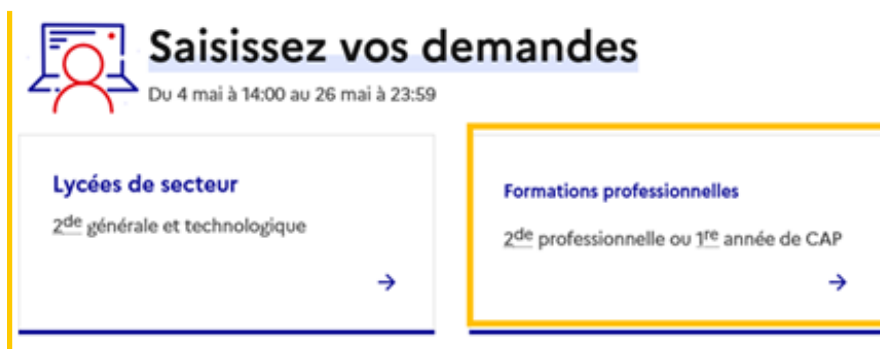 Saisissez vos demandes
Du 4 mai à 14:00 au 26 mai à 23:59
Lycées de secteur
2de générale et technologique
→
Formations professionnelles
2de professionnelle ou 1re année de CAP
→